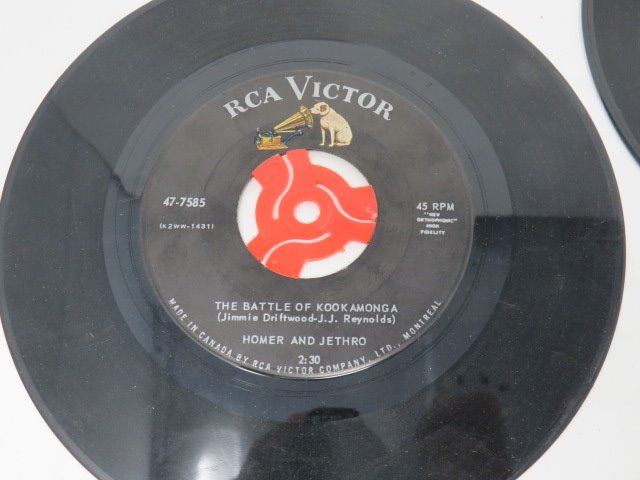 RCA VICTOR
47-7585
(K2WW-1431)
45 RPM
"NEW
ORTHOPHONIC"
HIGH
FIDELITY
THE BATTLE OF KOOKAMONGA
(Jimmie Driftwood-J.J. Reynolds)
HOMER AND JETHRO
2:30
MADE IN CANADA BY RCA VICTOR COMPANY, LTD., MONTREAL